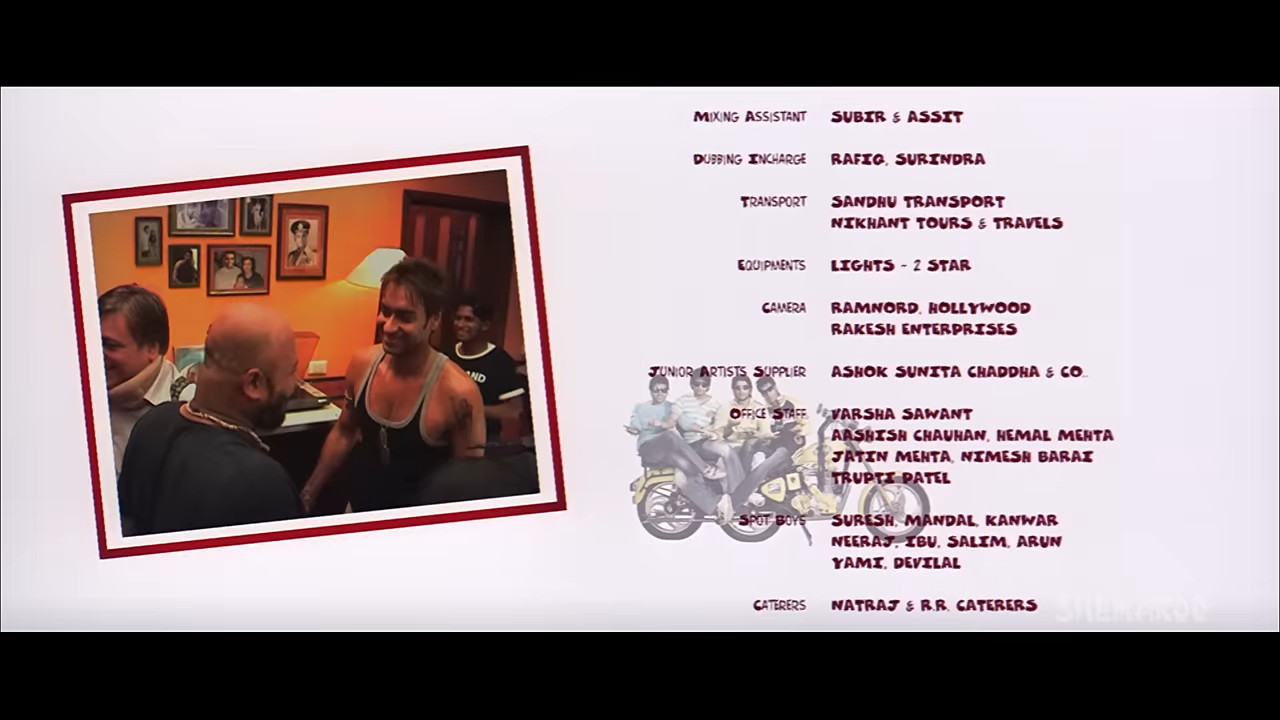 MIXING ASSISTANT SUBIR & ASSIT
DUBBING INCHARGE RAFIQ, SURINDRA
TRANSPORT SANDHU TRANSPORT
NIKHANT TOURS & TRAVELS
EQUIPMENTS LIGHTS - 2 STAR
CAMERA RAMNORD, HOLLYWOOD
RAKESH ENTERPRISES
JUNIOR ARTISTS SUPPLIER ASHOK SUNITA CHADDHA & CO..
OFFICE STAFF VARSHA SAWANT
AASHISH CHAUHAN, HEMAL MEHTA
JATIN MEHTA, NIMESH BARAI
TRUPTI PATEL
SPOT BOYS SURESH, MANDAL, KANWAR
NEERAJ, IBU, SALIM, ARUN
YAMI, DEVILAL
CATERERS NATRAJ & R.R. CATERERS
SHEMAROO
AND